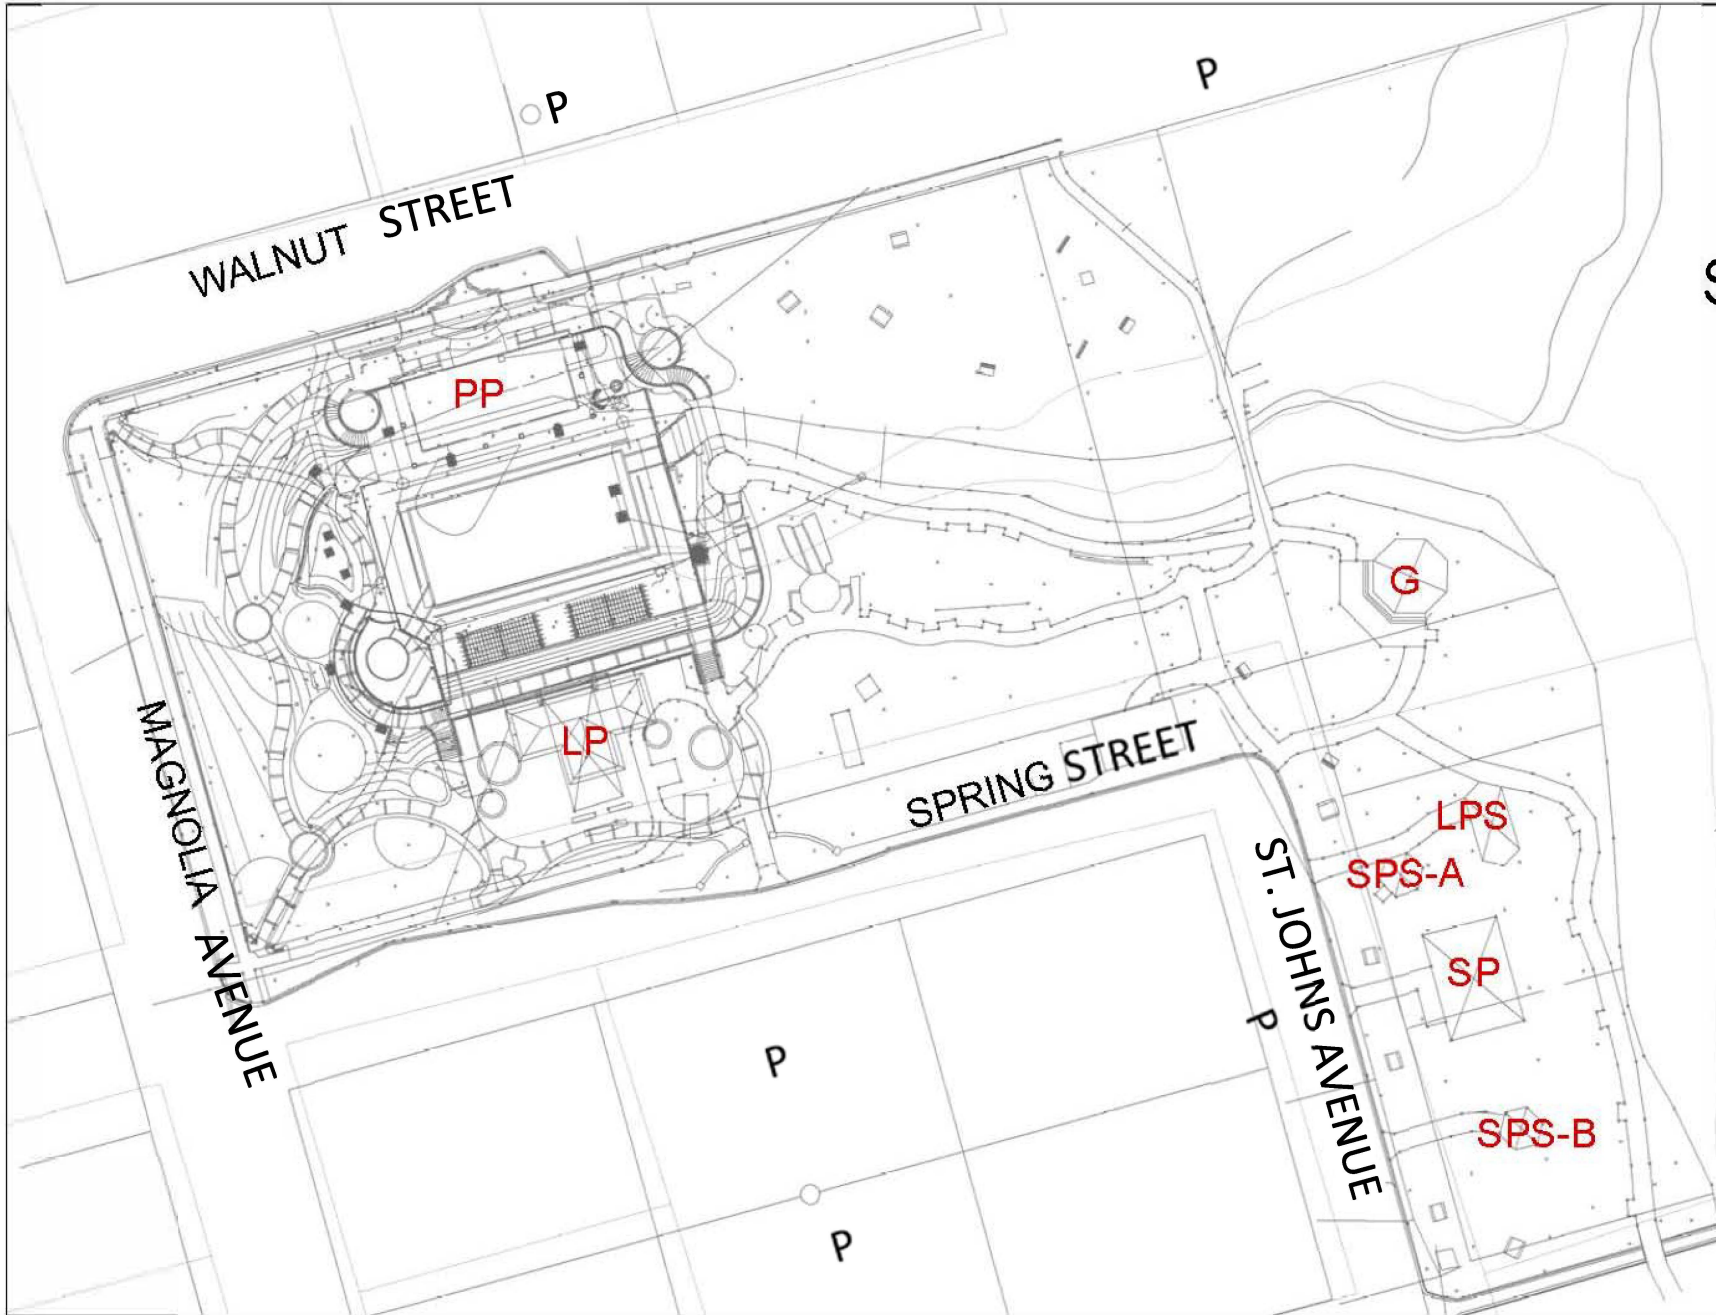 P
P
WALNUT STREET
S
PP
G
MAGNOLIA AVENUE
LP
SPRING STREET
LPS
SPS-A
ST. JOHNS AVENUE
SP
P
P
SPS-B
P